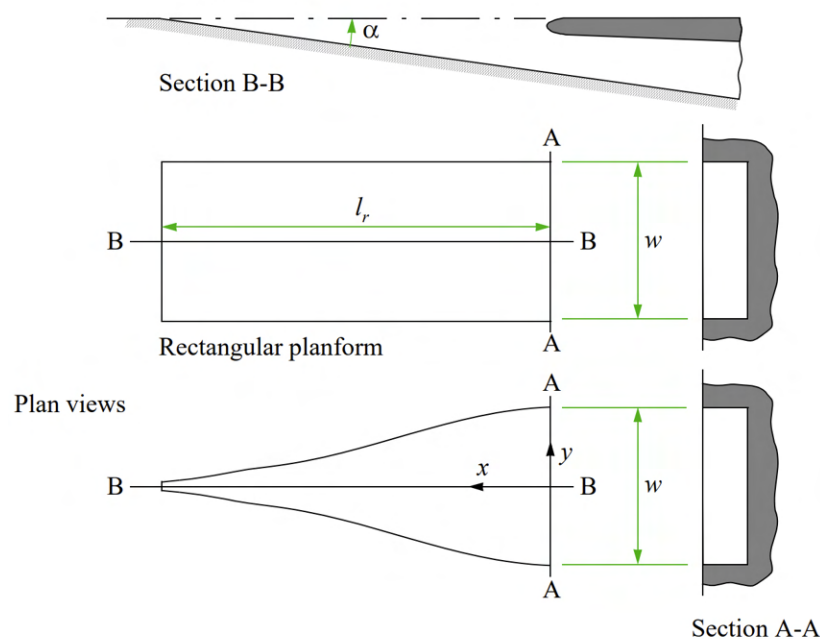 α
Section B-B
A
l_r
B
B
w
Rectangular planform
A
A
Plan views
x
y
B
B
w
A
Section A-A